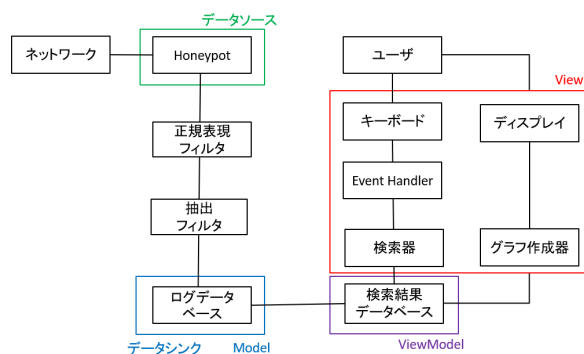 データソース
ネットワーク
Honeypot
ユーザ
View
正規表現
フィルタ
キーボード
ディスプレイ
Event Handler
抽出
フィルタ
検索器
グラフ作成器
ログデータ
ベース
検索結果
データベース
データシンク
Model
ViewModel